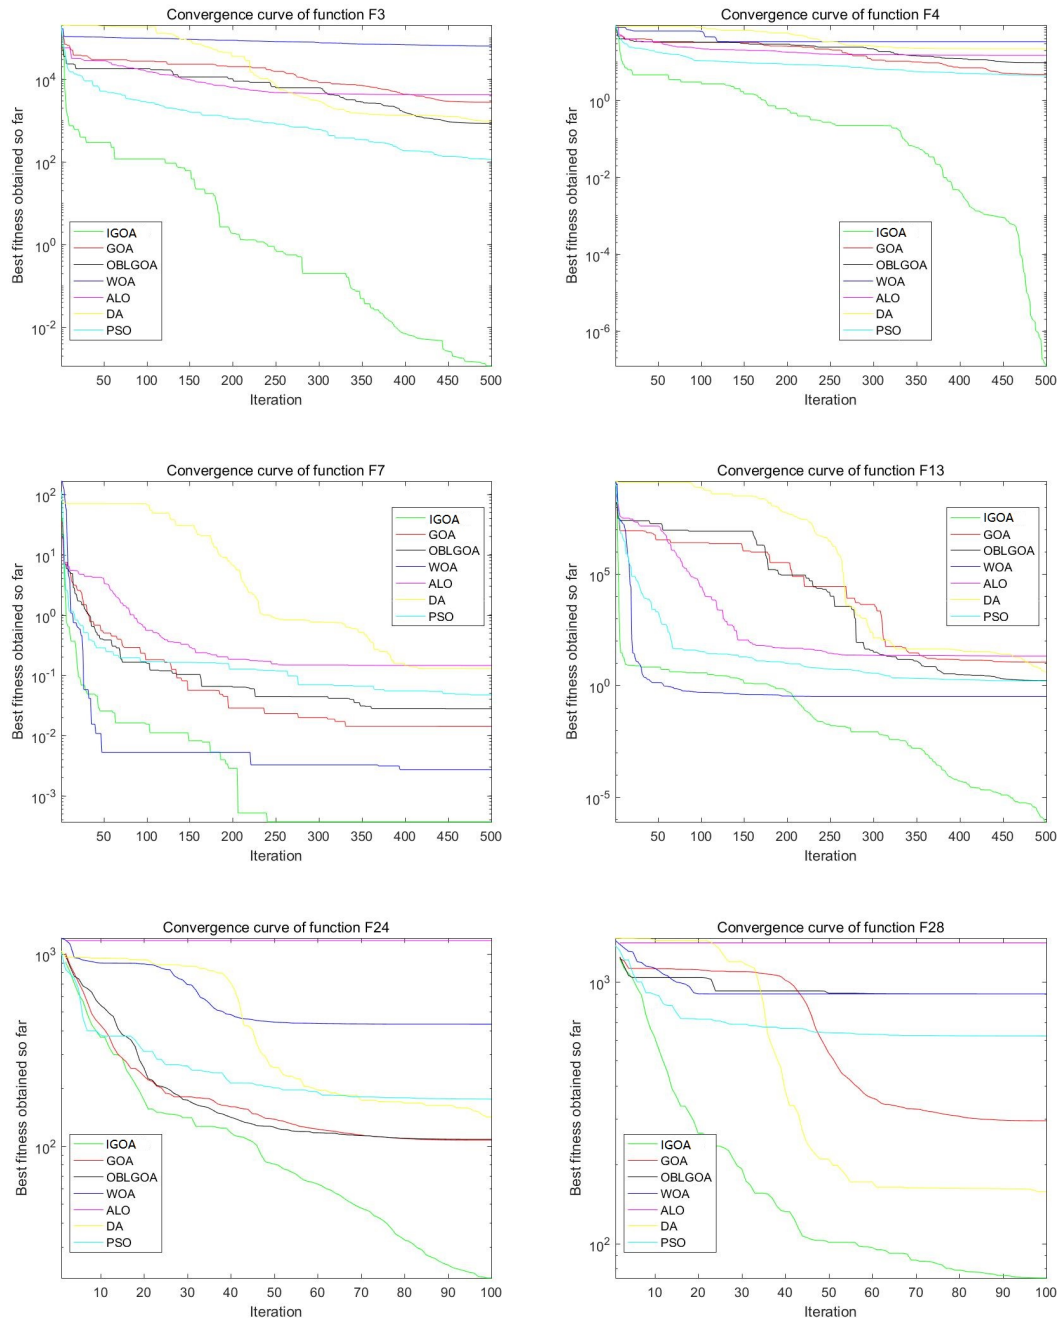 Convergence curve of function F3
Best fitness obtained so far
10^4
10^2
10^0
10^-2
IGOA
GOA
OBLGOA
WOA
ALO
DA
PSO
50 100 150 200 250 300 350 400 450 500
Iteration
Convergence curve of function F4
Best fitness obtained so far
10^0
10^-2
10^-4
10^-6
IGOA
GOA
OBLGOA
WOA
ALO
DA
PSO
50 100 150 200 250 300 350 400 450 500
Iteration
Convergence curve of function F7
Best fitness obtained so far
10^2
10^1
10^0
10^-1
10^-2
10^-3
IGOA
GOA
OBLGOA
WOA
ALO
DA
PSO
50 100 150 200 250 300 350 400 450 500
Iteration
Convergence curve of function F13
Best fitness obtained so far
10^5
10^0
10^-5
IGOA
GOA
OBLGOA
WOA
ALO
DA
PSO
50 100 150 200 250 300 350 400 450 500
Iteration
Convergence curve of function F24
Best fitness obtained so far
10^3
10^2
IGOA
GOA
OBLGOA
WOA
ALO
DA
PSO
10 20 30 40 50 60 70 80 90 100
Iteration
Convergence curve of function F28
Best fitness obtained so far
10^3
10^2
IGOA
GOA
OBLGOA
WOA
ALO
DA
PSO
10 20 30 40 50 60 70 80 90 100
Iteration